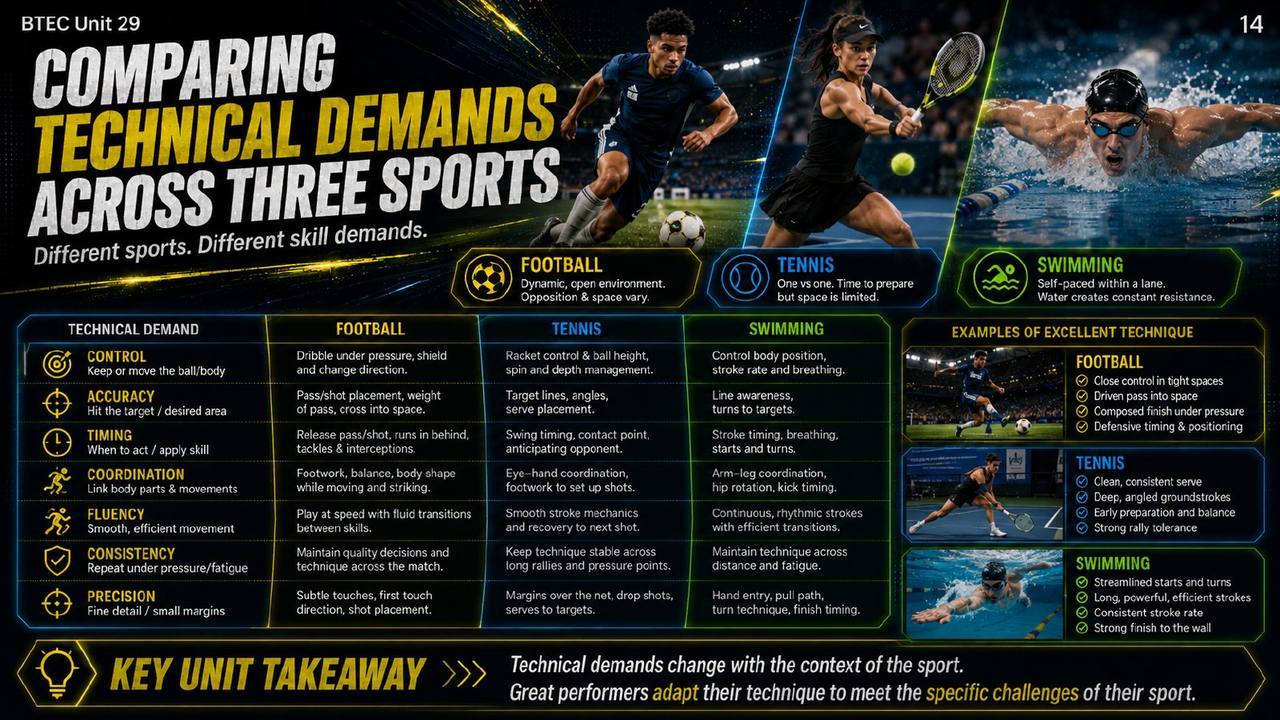 BTEC Unit 29
14
COMPARING
TECHNICAL DEMANDS
ACROSS THREE SPORTS
Different sports. Different skill demands.
FOOTBALL
Dynamic, open environment.
Opposition & space vary.
TENNIS
One vs one. Time to prepare
but space is limited.
SWIMMING
Self-paced within a lane.
Water creates constant resistance.
TECHNICAL DEMAND
FOOTBALL
TENNIS
SWIMMING
CONTROL
Keep or move the ball/body
Dribble under pressure, shield
and change direction.
Racket control & ball height,
spin and depth management.
Control body position,
stroke rate and breathing.
ACCURACY
Hit the target / desired area
Pass/shot placement, weight
of pass, cross into space.
Target lines, angles,
serve placement.
Line awareness,
turns to targets.
TIMING
When to act / apply skill
Release pass/shot, runs in behind,
tackles & interceptions.
Swing timing, contact point,
anticipating opponent.
Stroke timing, breathing,
starts and turns.
COORDINATION
Link body parts & movements
Footwork, balance, body shape
while moving and striking.
Eye-hand coordination,
footwork to set up shots.
Arm-leg coordination,
hip rotation, kick timing.
FLUENCY
Smooth, efficient movement
Play at speed with fluid transitions
between skills.
Smooth stroke mechanics
and recovery to next shot.
Continuous, rhythmic strokes
with efficient transitions.
CONSISTENCY
Repeat under pressure/fatigue
Maintain quality decisions and
technique across the match.
Keep technique stable across
long rallies and pressure points.
Maintain technique across
distance and fatigue.
PRECISION
Fine detail / small margins
Subtle touches, first touch
direction, shot placement.
Margins over the net, drop shots,
serves to targets.
Hand entry, pull path,
turn technique, finish timing.
EXAMPLES OF EXCELLENT TECHNIQUE
FOOTBALL
Close control in tight spaces
Driven pass into space
Composed finish under pressure
Defensive timing & positioning
TENNIS
Clean, consistent serve
Deep, angled groundstrokes
Early preparation and balance
Strong rally tolerance
SWIMMING
Streamlined starts and turns
Long, powerful, efficient strokes
Consistent stroke rate
Strong finish to the wall
KEY UNIT TAKEAWAY
Technical demands change with the context of the sport.
Great performers adapt their technique to meet the specific challenges of their sport.